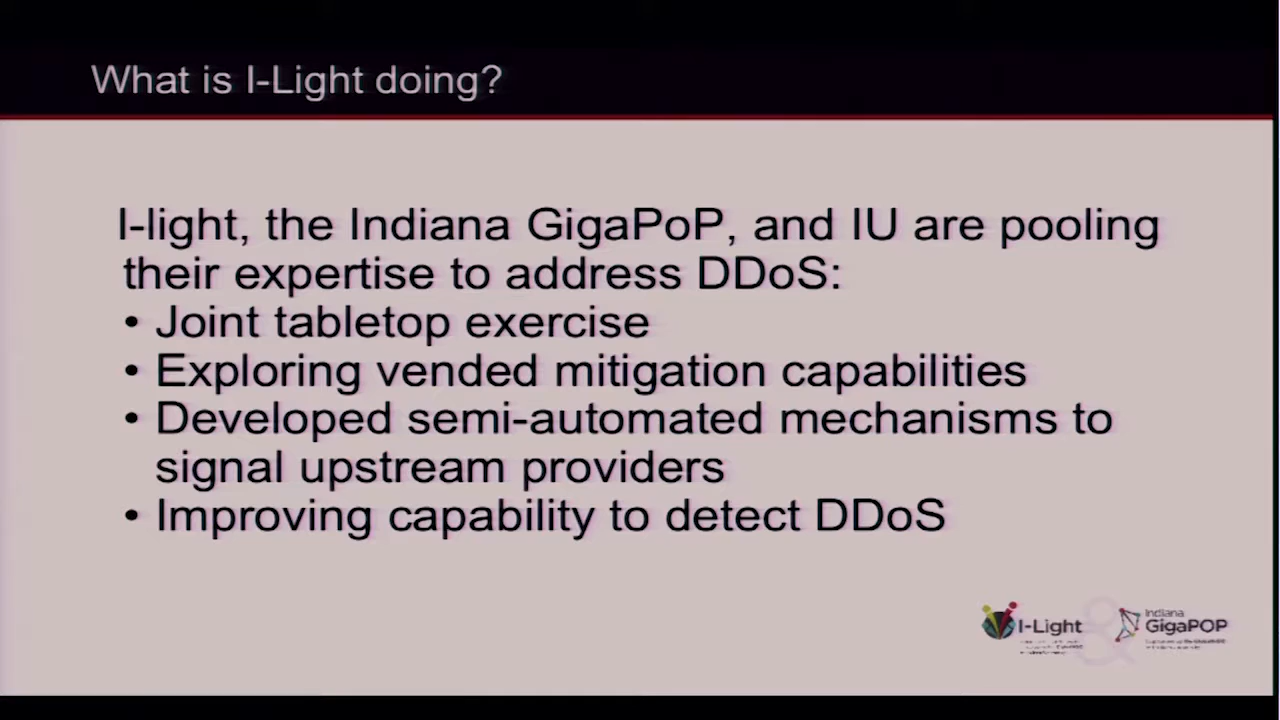 What is I-Light doing?
I-light, the Indiana GigaPoP, and IU are pooling
their expertise to address DDoS:
• Joint tabletop exercise
• Exploring vended mitigation capabilities
• Developed semi-automated mechanisms to
signal upstream providers
• Improving capability to detect DDoS
I-Light
Indiana
GigaPOP